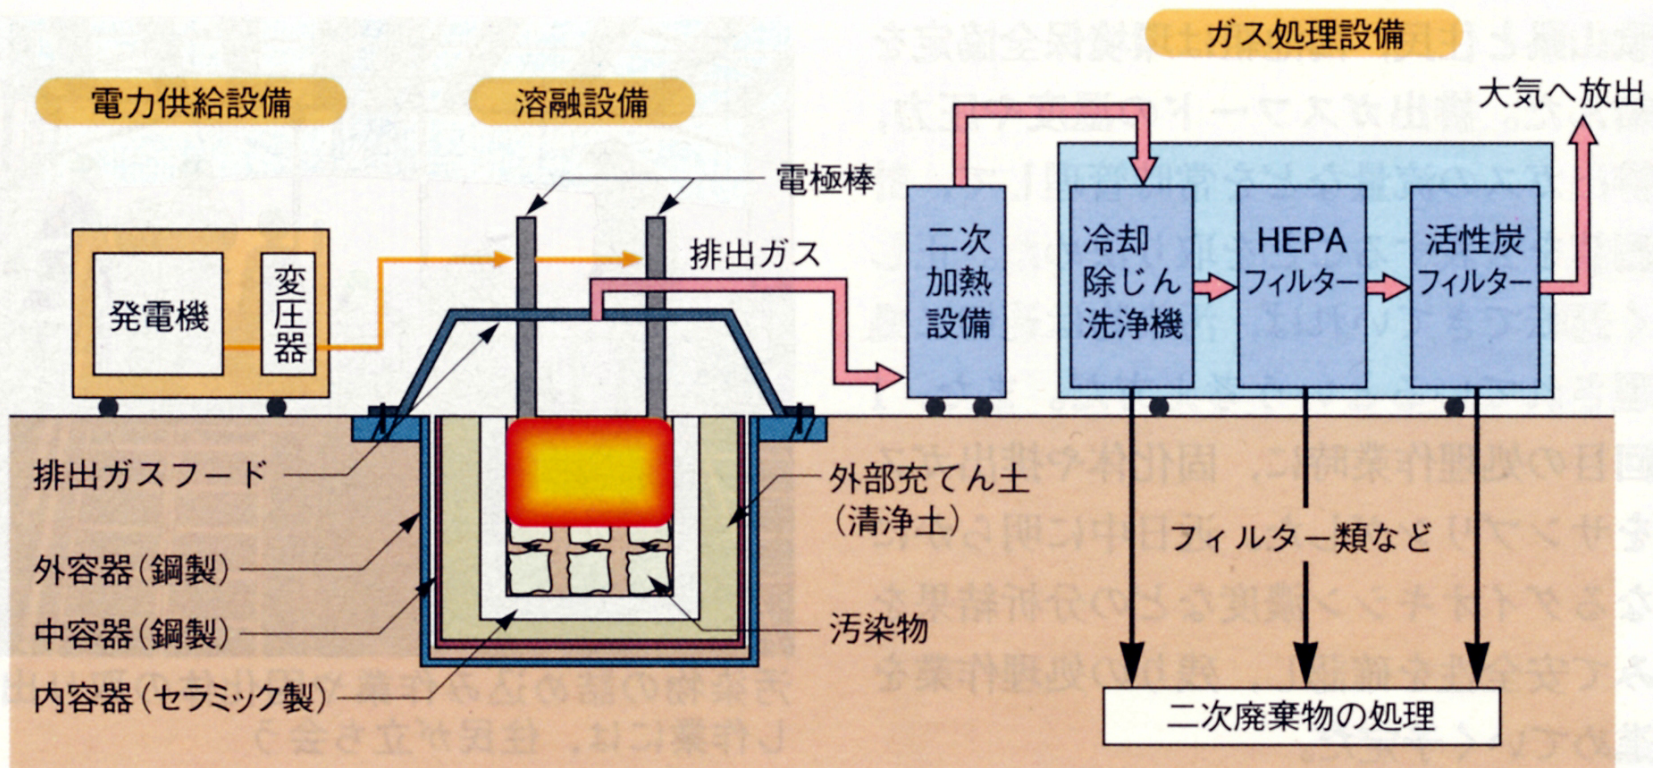 ガス処理設備
電力供給設備
溶融設備
大気へ放出
電極棒
排出ガス
発電機
変圧器
二次
加熱
設備
冷却
除じん
洗浄機
HEPA
フィルター
活性炭
フィルター
排出ガスフード
外部充てん土
(清浄土)
外容器(鋼製)
フィルター類など
中容器(鋼製)
汚染物
内容器(セラミック製)
二次廃棄物の処理